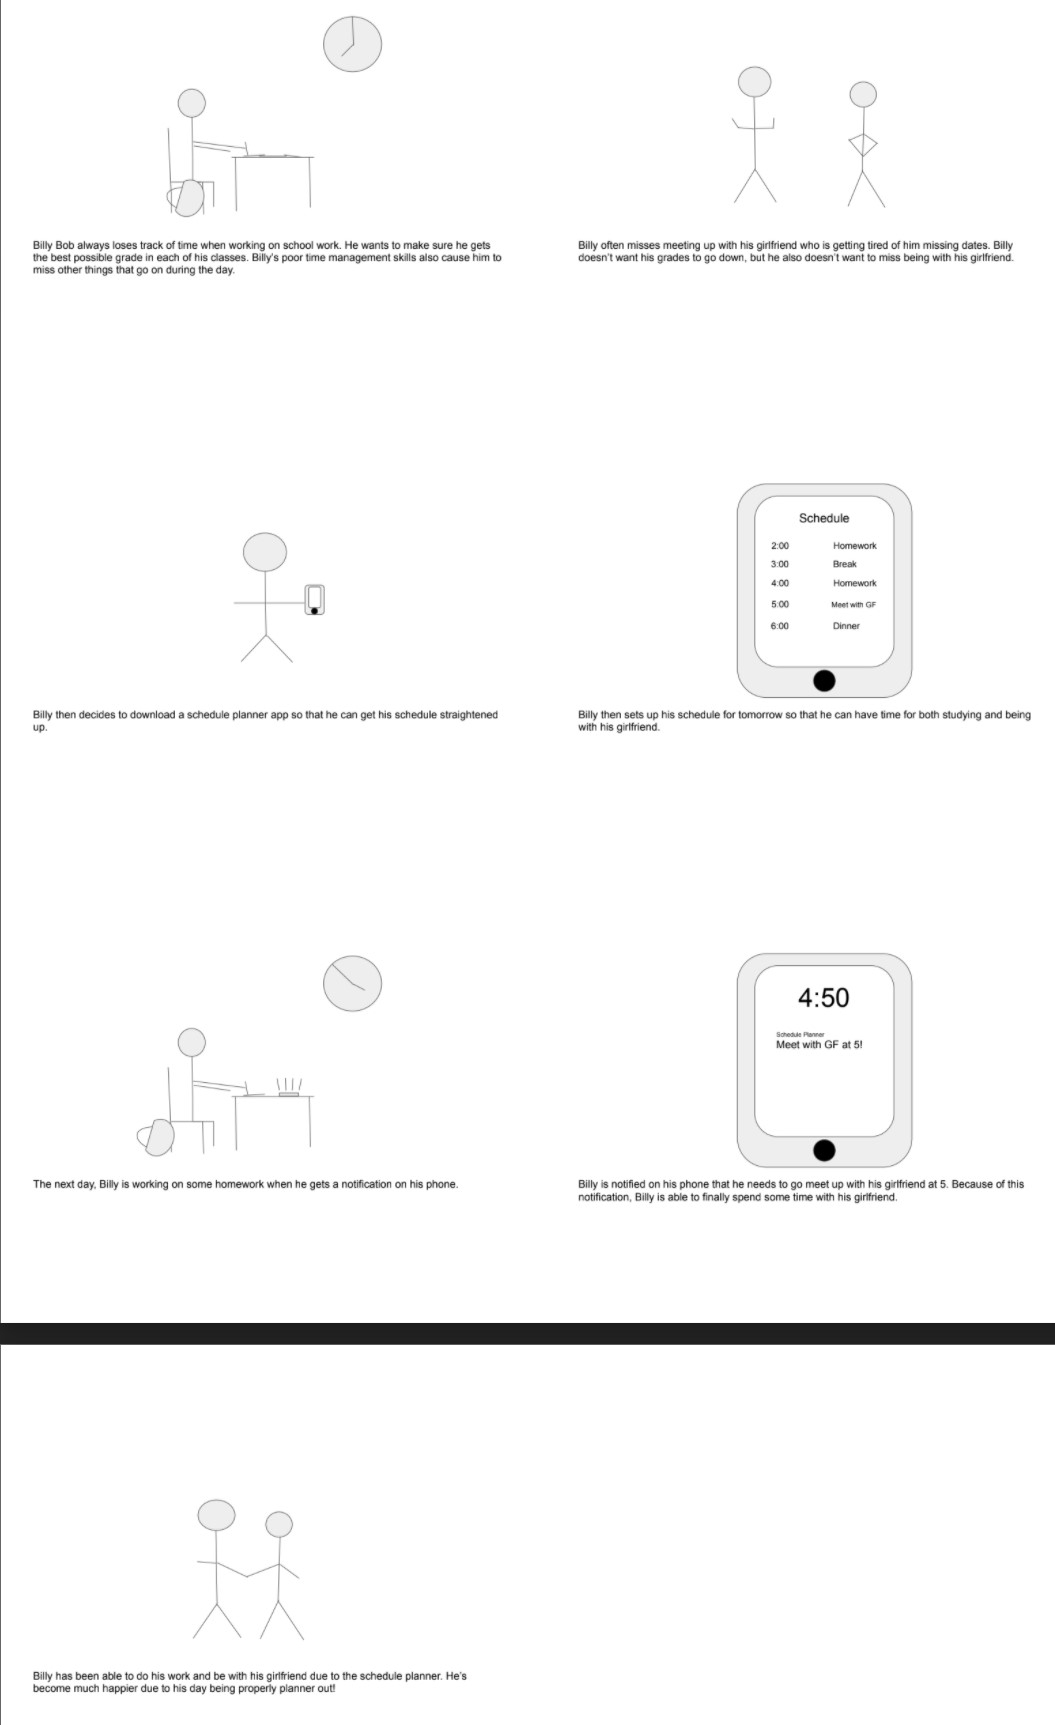 Billy Bob always loses track of time when working on school work. He wants to make sure he gets
the best possible grade in each of his classes. Billy's poor time management skills also cause him to
miss other things that go on during the day.
Billy often misses meeting up with his girlfriend who is getting tired of him missing dates. Billy
doesn't want his grades to go down, but he also doesn't want to miss being with his girlfriend.
Billy then decides to download a schedule planner app so that he can get his schedule straightened
up.
Schedule
2:00 Homework
3:00 Break
4:00 Homework
5:00 Meet with GF
6:00 Dinner
Billy then sets up his schedule for tomorrow so that he can have time for both studying and being
with his girlfriend.
The next day, Billy is working on some homework when he gets a notification on his phone.
4:50
Schedule Planner
Meet with GF at 5!
Billy is notified on his phone that he needs to go meet up with his girlfriend at 5. Because of this
notification, Billy is able to finally spend some time with his girlfriend.
Billy has been able to do his work and be with his girlfriend due to the schedule planner. He's
become much happier due to his day being properly planner out!